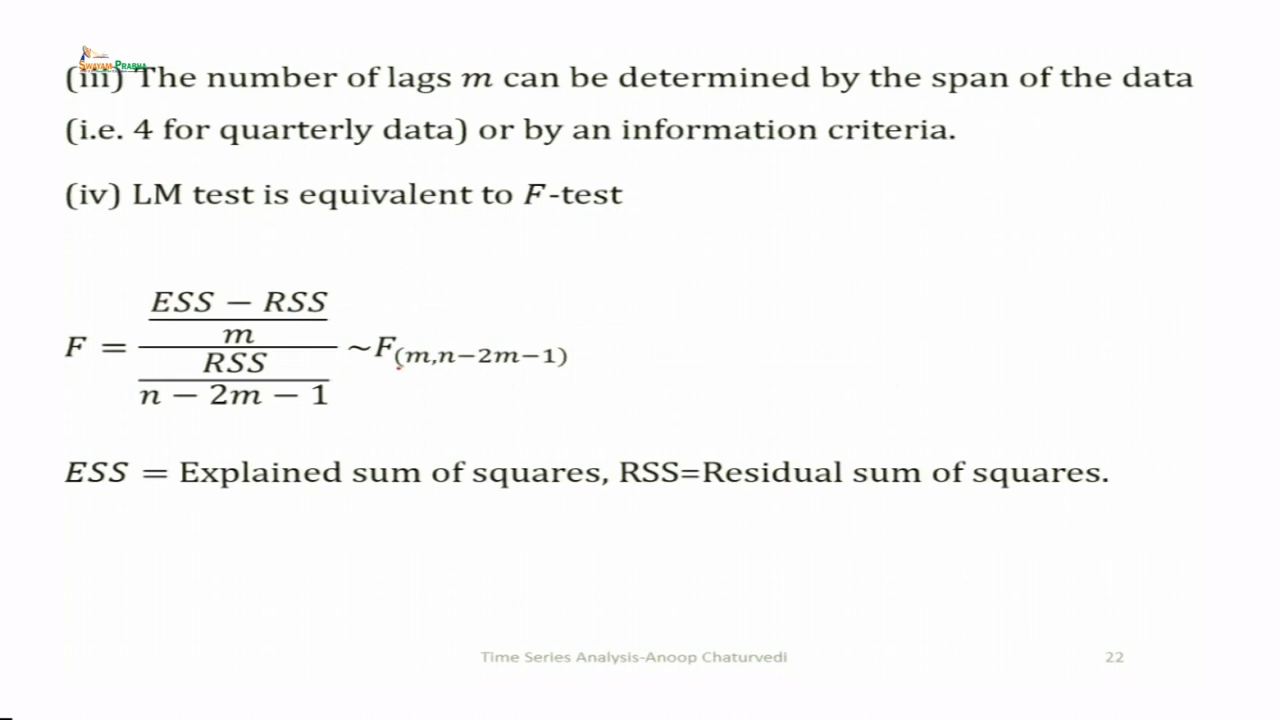 SWAYAM-PRABHA
(iii) The number of lags m can be determined by the span of the data
(i.e. 4 for quarterly data) or by an information criteria.
(iv) LM test is equivalent to F-test
F = ((ESS − RSS)/m) / (RSS/(n − 2m − 1)) ~F(m,n−2m−1)
ESS = Explained sum of squares, RSS=Residual sum of squares.
Time Series Analysis-Anoop Chaturvedi 22